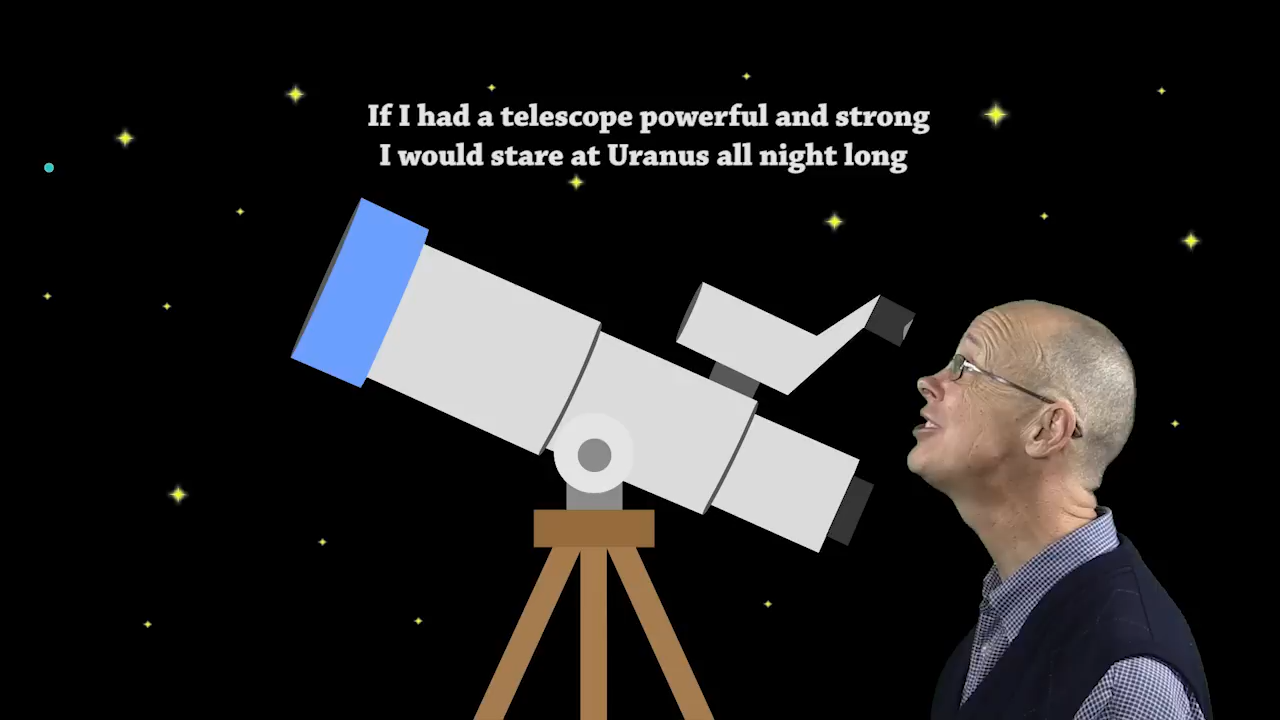 If I had a telescope powerful and strong
I would stare at Uranus all night long